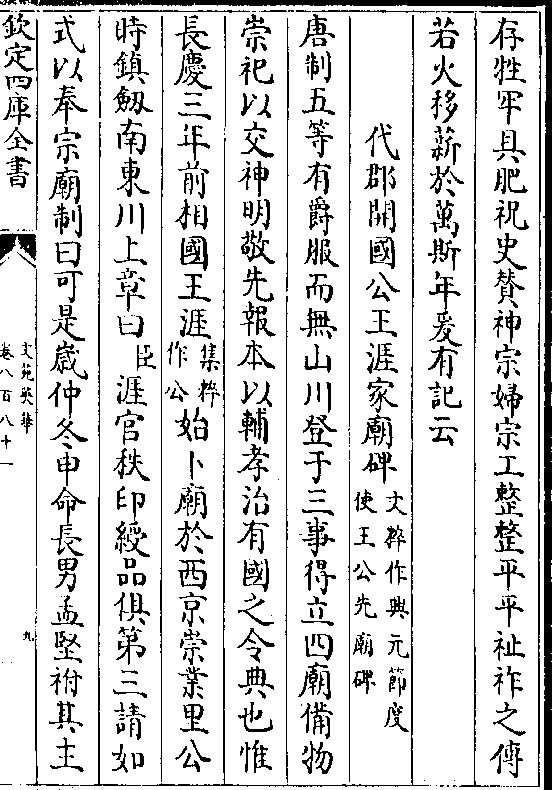 存牲牢具肥祝史賛神宗婦宗工整整平平祉祚之傳
若火移薪於萬斯年爰有記云
代郡開國公王涯家廟碑文粹作興元節度使王公先廟碑
唐制五等有爵服而無山川登于三事得立四廟備物
崇祀以交神明敬先報本以輔孝治有國之令典也惟
長慶三年前相國王涯集粹作公始卜廟於西京崇業里公
時鎮劔南東川上章曰臣涯官秩印綬品俱第三請如
式以奉宗廟制曰可是歲仲冬申命長男孟堅祔其主
欽定四庫全書
文苑英華
卷八百八十一
九